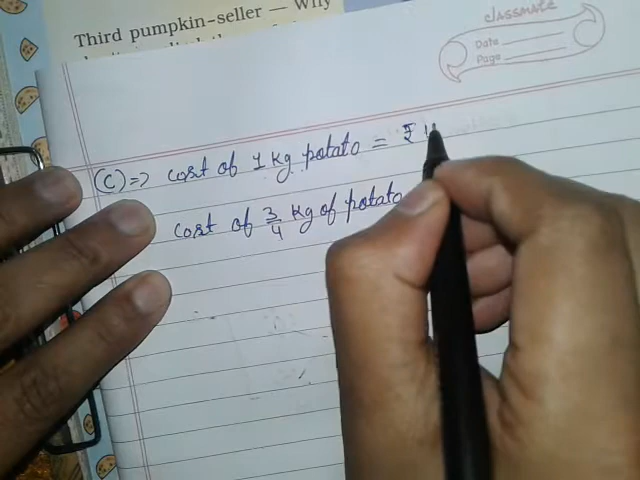 Third pumpkin-seller — Why
classmate
Date
Page
(C) => cost of 1 kg potato = ₹
cost of 3/4 kg of potato